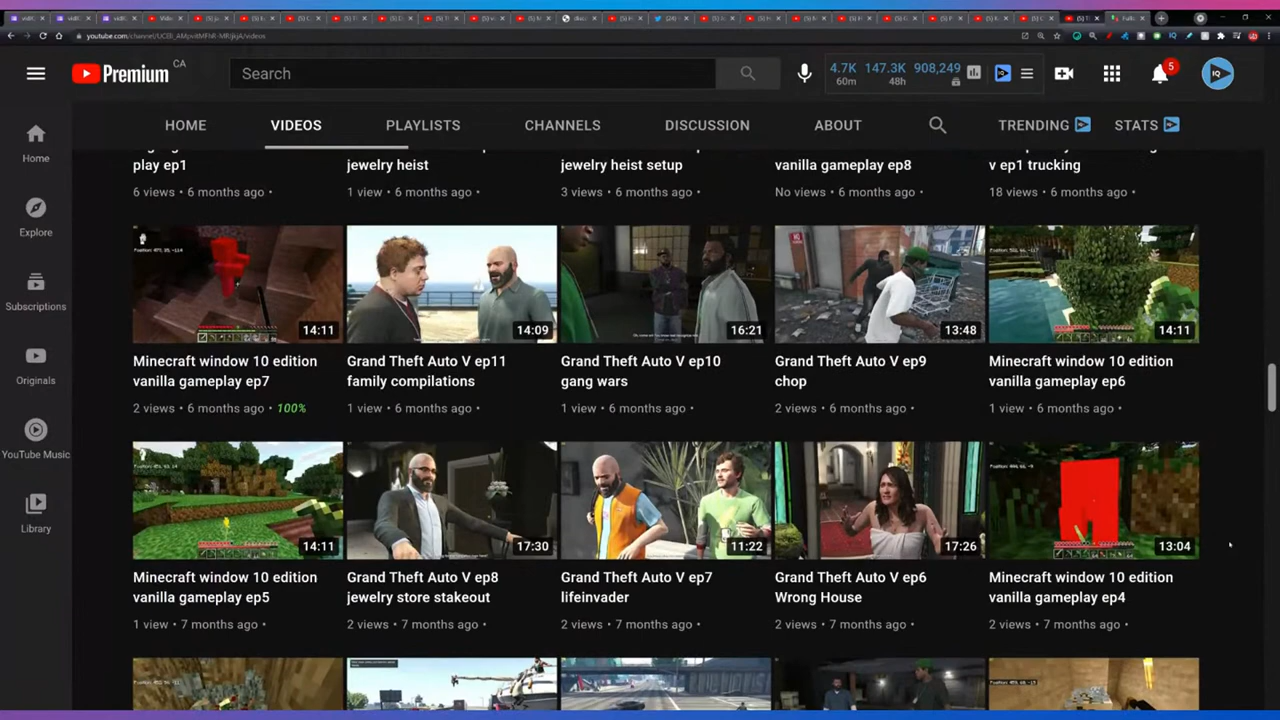 youtube.com/channel/UCEll_AMpvitMFhR-MRIjkjA/videos
Premium CA
Search
4.7K 147.3K 908,249
60m 48h
5
HOME VIDEOS PLAYLISTS CHANNELS DISCUSSION ABOUT TRENDING STATS
Home
Explore
Subscriptions
Originals
YouTube Music
Library
play ep1
6 views • 6 months ago •
jewelry heist
1 view • 6 months ago •
jewelry heist setup
3 views • 6 months ago •
vanilla gameplay ep8
No views • 6 months ago •
v ep1 trucking
18 views • 6 months ago •
14:11
Minecraft window 10 edition
vanilla gameplay ep7
2 views • 6 months ago • 100%
14:09
Grand Theft Auto V ep11
family compilations
1 view • 6 months ago •
16:21
Grand Theft Auto V ep10
gang wars
1 view • 6 months ago •
13:48
Grand Theft Auto V ep9
chop
2 views • 6 months ago •
14:11
Minecraft window 10 edition
vanilla gameplay ep6
1 view • 6 months ago •
14:11
Minecraft window 10 edition
vanilla gameplay ep5
1 view • 7 months ago •
17:30
Grand Theft Auto V ep8
jewelry store stakeout
2 views • 7 months ago •
11:22
Grand Theft Auto V ep7
lifeinvader
2 views • 7 months ago •
17:26
Grand Theft Auto V ep6
Wrong House
2 views • 7 months ago •
13:04
Minecraft window 10 edition
vanilla gameplay ep4
2 views • 7 months ago •